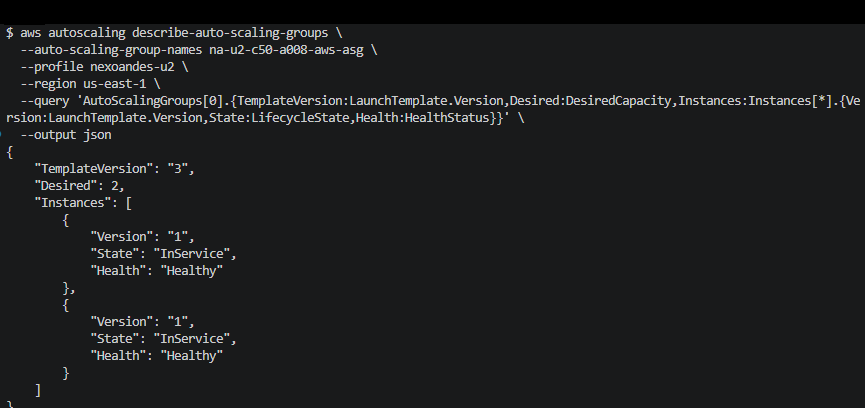 $ aws autoscaling describe-auto-scaling-groups \
  --auto-scaling-group-names na-u2-c50-a008-aws-asg \
  --profile nexoandes-u2 \
  --region us-east-1 \
  --query 'AutoScalingGroups[0].{TemplateVersion:LaunchTemplate.Version,Desired:DesiredCapacity,Instances:Instances[*].{Ve
rsion:LaunchTemplate.Version,State:LifecycleState,Health:HealthStatus}}' \
  --output json
{
    "TemplateVersion": "3",
    "Desired": 2,
    "Instances": [
        {
            "Version": "1",
            "State": "InService",
            "Health": "Healthy"
        },
        {
            "Version": "1",
            "State": "InService",
            "Health": "Healthy"
        }
    ]
}